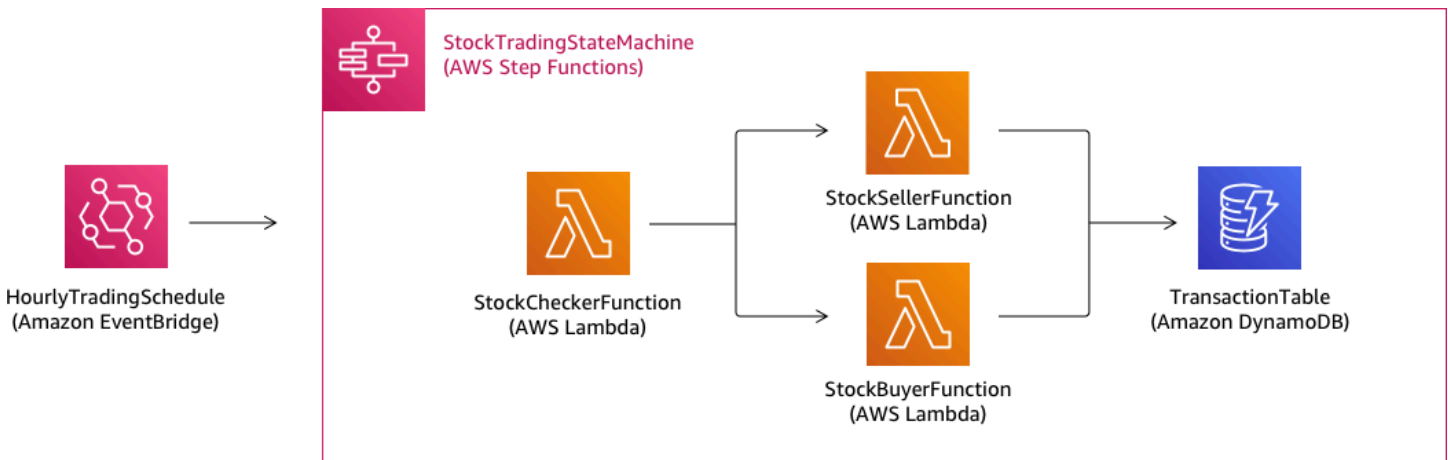 StockTradingStateMachine
(AWS Step Functions)
HourlyTradingSchedule
(Amazon EventBridge)
StockCheckerFunction
(AWS Lambda)
StockSellerFunction
(AWS Lambda)
StockBuyerFunction
(AWS Lambda)
TransactionTable
(Amazon DynamoDB)